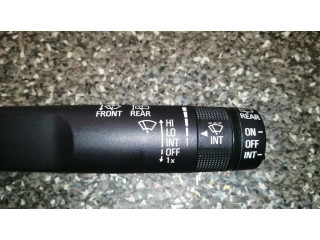 FRONT REAR
HI
LO
INT
OFF
1x
INT
REAR
ON
OFF
INT